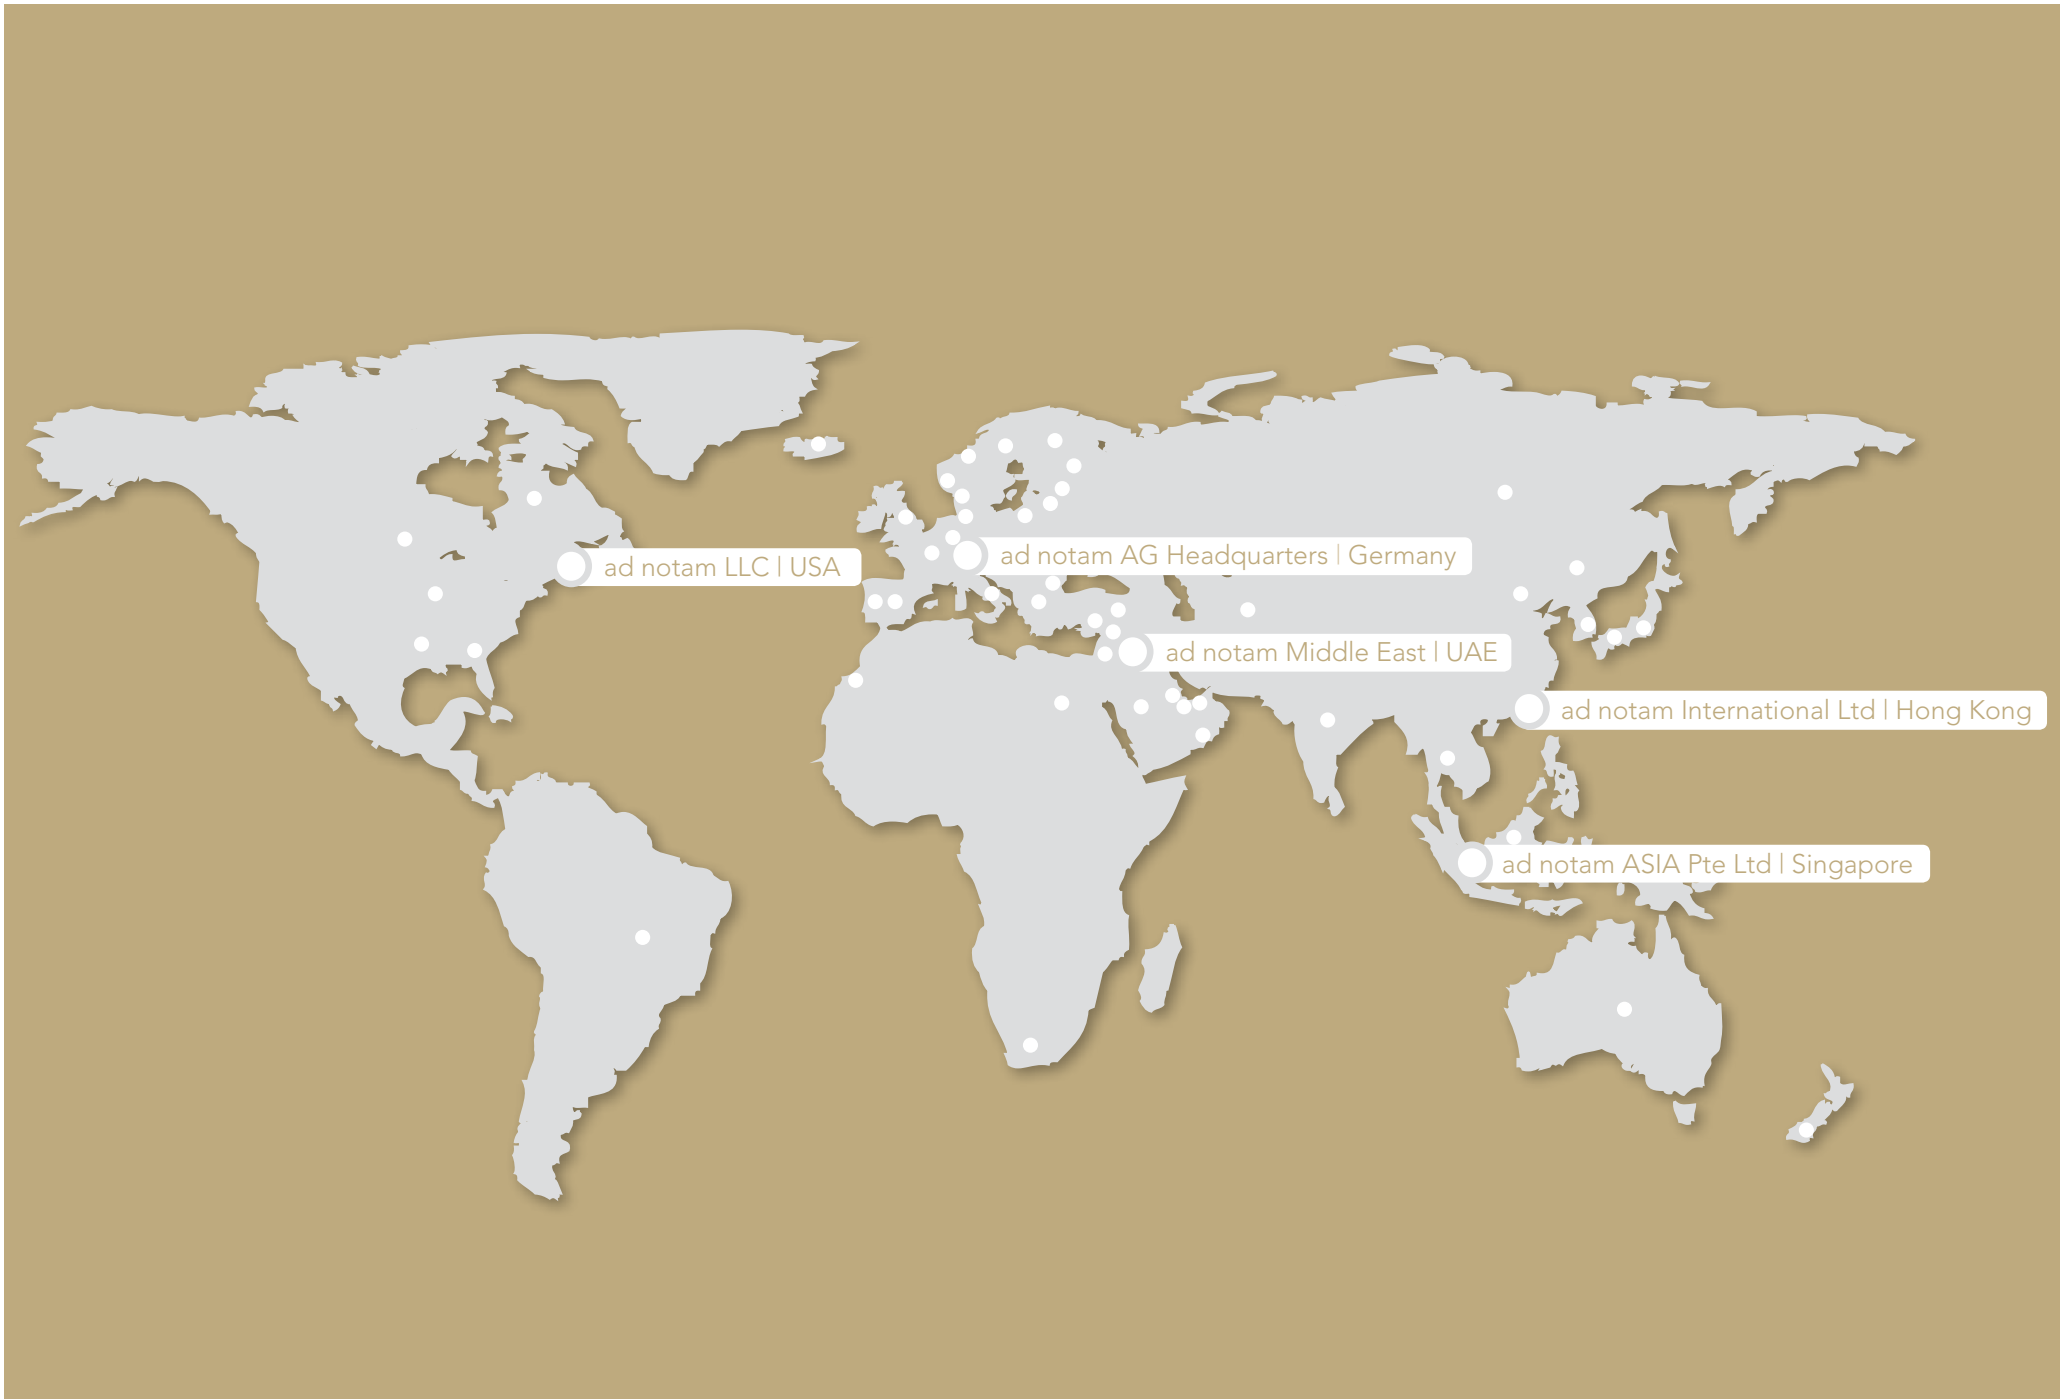 ad notam AG Headquarters | Germany
ad notam LLC | USA
ad notam Middle East | UAE
ad notam International Ltd | Hong Kong
ad notam ASIA Pte Ltd | Singapore